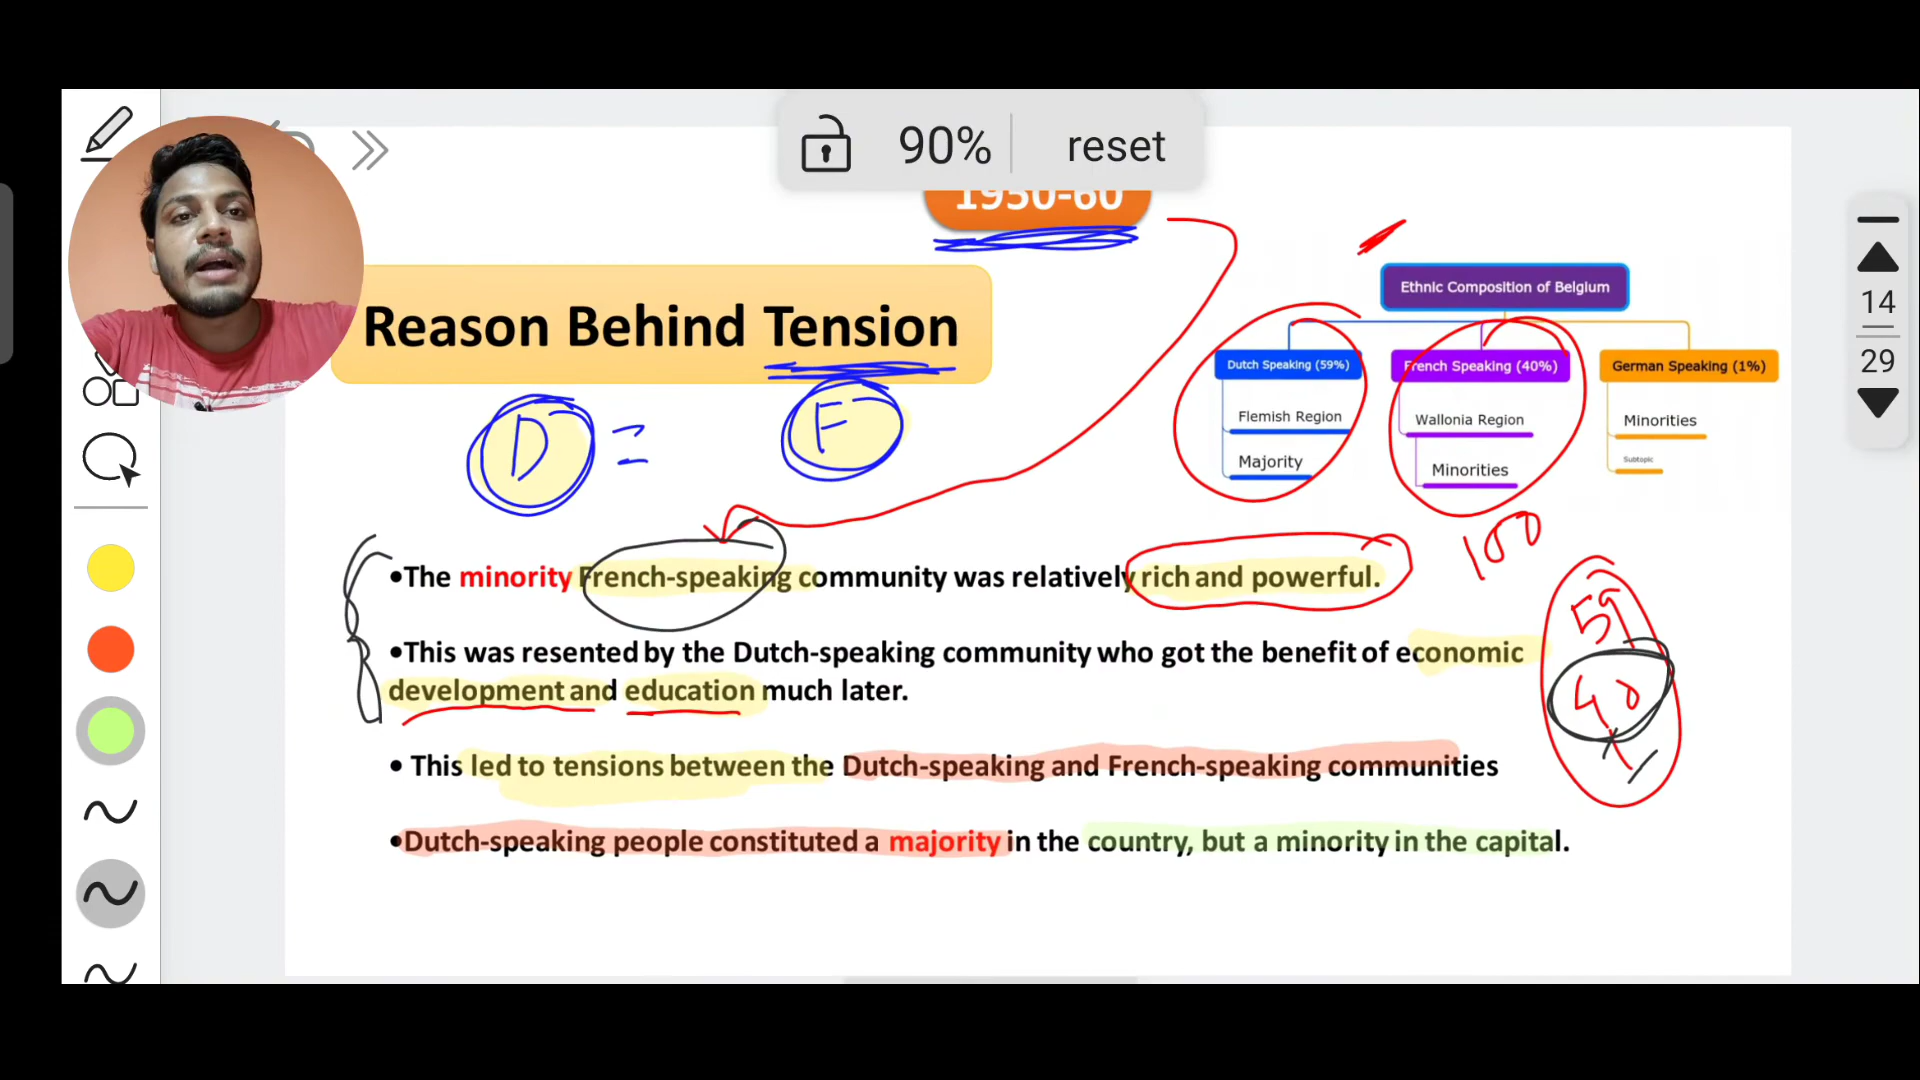 90%
reset
1950-60
Reason Behind Tension
D =
F
Ethnic Composition of Belgium
Dutch Speaking (59%)
French Speaking (40%)
German Speaking (1%)
Flemish Region
Wallonia Region
Minorities
Majority
Minorities
Subtopic
14
29
100
•The minority French-speaking community was relatively rich and powerful.
59
•This was resented by the Dutch-speaking community who got the benefit of economic
development and education much later.
40
• This led to tensions between the Dutch-speaking and French-speaking communities
1
•Dutch-speaking people constituted a majority in the country, but a minority in the capital.